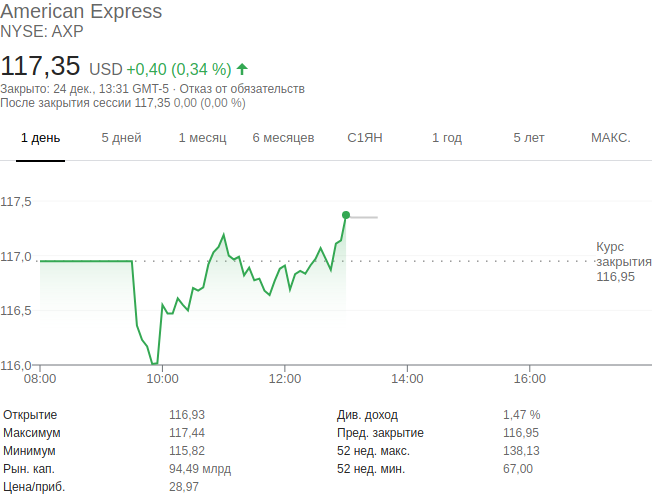 American Express
NYSE: AXP
117,35 USD +0,40 (0,34 %)
Закрыто: 24 дек., 13:31 GMT-5 · Отказ от обязательств
После закрытия сессии 117,35 0,00 (0,00 %)
1 день 5 дней 1 месяц 6 месяцев С1ЯН 1 год 5 лет МАКС.
117,5
117,0
116,5
116,0
Курс
закрытия
116,95
08:00 10:00 12:00 14:00 16:00
Открытие 116,93 Див. доход 1,47 %
Максимум 117,44 Пред. закрытие 116,95
Минимум 115,82 52 нед. макс. 138,13
Рын. кап. 94,49 млрд 52 нед. мин. 67,00
Цена/приб. 28,97